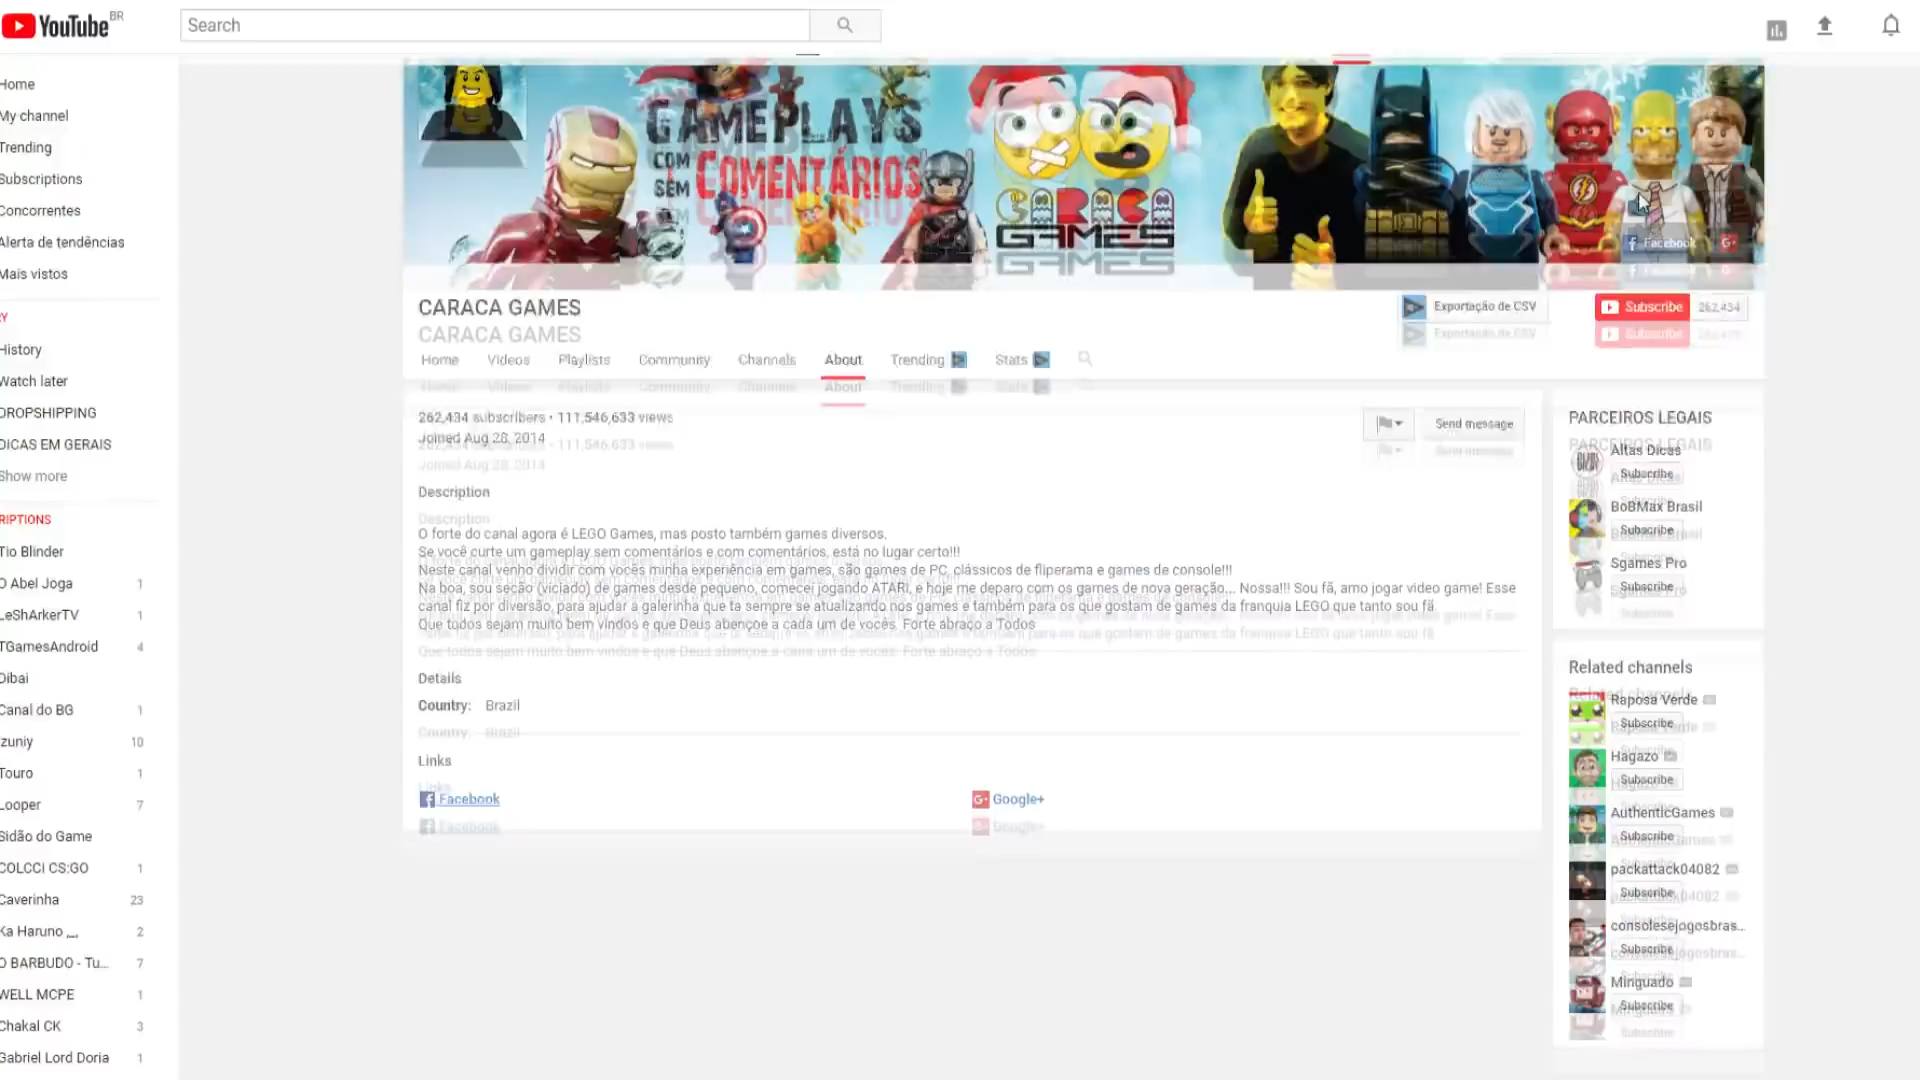 YouTube BR
Search
Home
My channel
Trending
Subscriptions
Concorrentes
Alerta de tendências
Mais vistos
Y
History
Watch later
DROPSHIPPING
DICAS EM GERAIS
Show more
RIPTIONS
Tio Blinder
O Abel Joga 1
LeShArkerTV 1
TGamesAndroid 4
Dibai
Canal do BG 1
zuniy 10
Touro 1
Looper 7
Sidão do Game
COLCCI CS:GO 1
Caverinha 23
Ka Haruno ._. 2
O BARBUDO - Tu... 7
WELL MCPE 1
Chakal CK 3
Gabriel Lord Doria 1
GAMEPLAYS
COM
SEM COMENTÁRIOS
CARACA
GAMES
Facebook
CARACA GAMES
Exportação de CSV
Subscribe 262,434
Home Videos Playlists Community Channels About Trending Stats
262,434 subscribers • 111,546,633 views
Joined Aug 28, 2014
Send message
Description
O forte do canal agora é LEGO Games, mas posto também games diversos.
Se você curte um gameplay sem comentários e com comentários, está no lugar certo!!!
Neste canal venho dividir com vocês minha experiência em games, são games de PC, clássicos de fliperama e games de console!!!
Na boa, sou seção (viciado) de games desde pequeno, comecei jogando ATARI, e hoje me deparo com os games de nova geração... Nossa!!! Sou fã, amo jogar video game! Esse
canal fiz por diversão, para ajudar a galerinha que ta sempre se atualizando nos games e também para os que gostam de games da franquia LEGO que tanto sou fã.
Que todos sejam muito bem vindos e que Deus abençoe a cada um de vocês. Forte abraço a Todos
Details
Country: Brazil
Links
Facebook
Google+
PARCEIROS LEGAIS
Altas Dicas
Subscribe
BoBMax Brasil
Subscribe
Sgames Pro
Subscribe
Related channels
Raposa Verde
Subscribe
Hagazo
Subscribe
AuthenticGames
Subscribe
packattack04082
Subscribe
consolesejogosbras...
Subscribe
Minguado
Subscribe